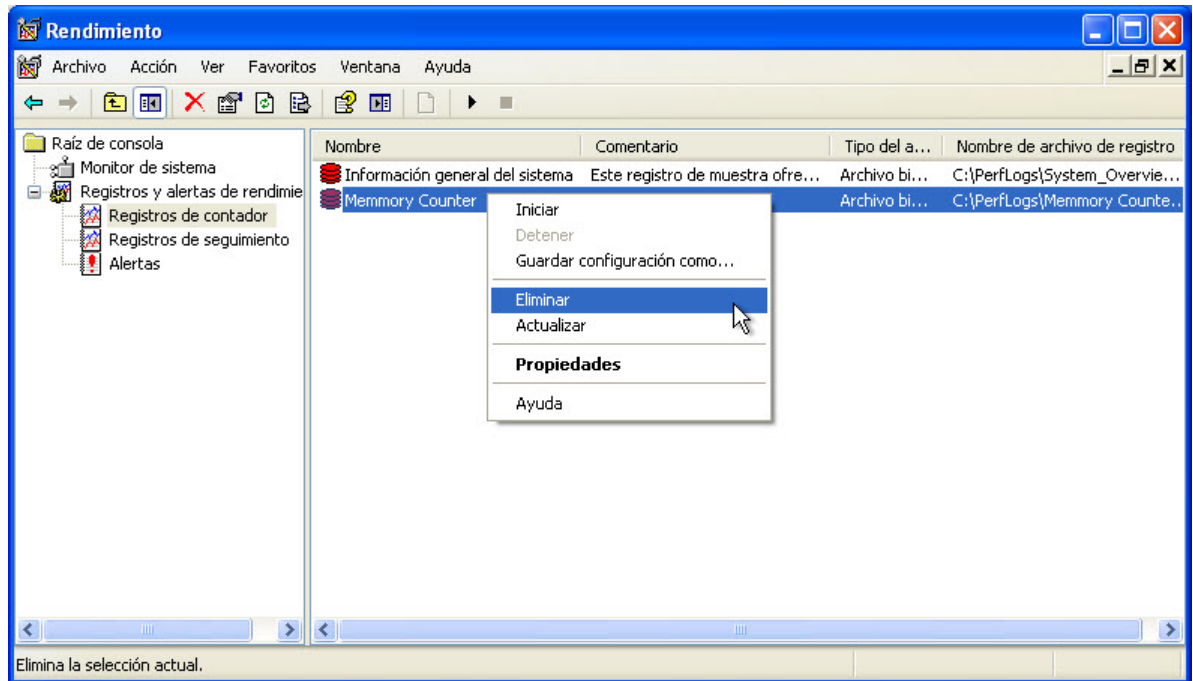 Rendimiento
Archivo Acción Ver Favoritos Ventana Ayuda
Raíz de consola
Monitor de sistema
Registros y alertas de rendimie
Registros de contador
Registros de seguimiento
Alertas
Nombre Comentario Tipo del a... Nombre de archivo de registro
Información general del sistema Este registro de muestra ofre... Archivo bi... C:\PerfLogs\System_Overvie...
Memmory Counter Archivo bi... C:\PerfLogs\Memmory Counte..
Iniciar
Detener
Guardar configuración como...
Eliminar
Actualizar
Propiedades
Ayuda
Elimina la selección actual.